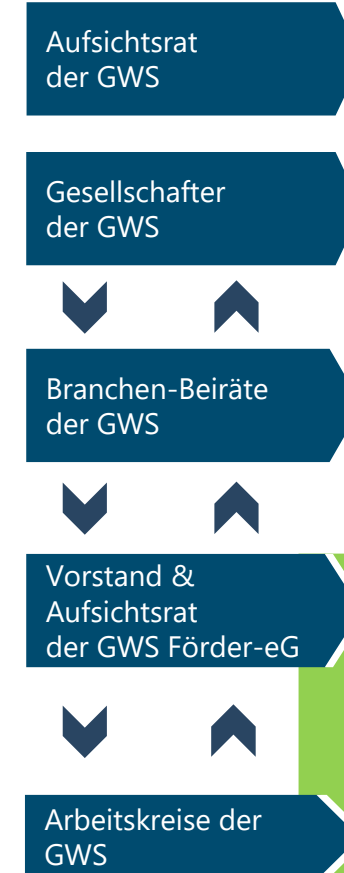 Aufsichtsrat
der GWS
Gesellschafter
der GWS
Branchen-Beiräte
der GWS
Vorstand &
Aufsichtsrat
der GWS Förder-eG
Arbeitskreise der
GWS